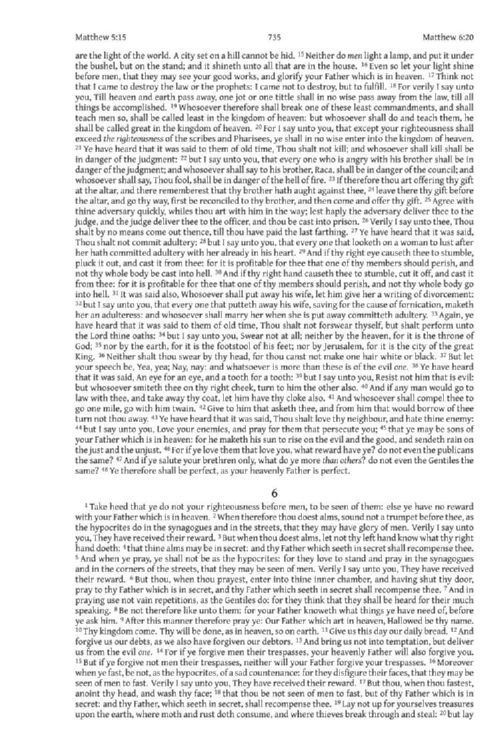 Matthew 5:15 735 Matthew 6:20
are the light of the world. A city set on a hill cannot be hid. 15 Neither do men light a lamp, and put it under
the bushel, but on the stand; and it shineth unto all that are in the house. 16 Even so let your light shine
before men, that they may see your good works, and glorify your Father which is in heaven. 17 Think not
that I came to destroy the law or the prophets: I came not to destroy, but to fulfill. 18 For verily I say unto
you, Till heaven and earth pass away, one jot or one tittle shall in no wise pass away from the law, till all
things be accomplished. 19 Whosoever therefore shall break one of these least commandments, and shall
teach men so, shall be called least in the kingdom of heaven: but whosoever shall do and teach them, he
shall be called great in the kingdom of heaven. 20 For I say unto you, that except your righteousness shall
exceed the righteousness of the scribes and Pharisees, ye shall in no wise enter into the kingdom of heaven.
21 Ye have heard that it was said to them of old time, Thou shalt not kill; and whosoever shall kill shall be
in danger of the judgment: 22 but I say unto you, that every one who is angry with his brother shall be in
danger of the judgment; and whosoever shall say to his brother, Raca, shall be in danger of the council; and
whosoever shall say, Thou fool, shall be in danger of the hell of fire. 23 If therefore thou art offering thy gift
at the altar, and there rememberest that thy brother hath aught against thee, 24 leave there thy gift before
the altar, and go thy way, first be reconciled to thy brother, and then come and offer thy gift. 25 Agree with
thine adversary quickly, whiles thou art with him in the way; lest haply the adversary deliver thee to the
judge, and the judge deliver thee to the officer, and thou be cast into prison. 26 Verily I say unto thee, Thou
shalt by no means come out thence, till thou have paid the last farthing. 27 Ye have heard that it was said,
Thou shalt not commit adultery: 28 but I say unto you, that every one that looketh on a woman to lust after
her hath committed adultery with her already in his heart. 29 And if thy right eye causeth thee to stumble,
pluck it out, and cast it from thee: for it is profitable for thee that one of thy members should perish, and
not thy whole body be cast into hell. 30 And if thy right hand causeth thee to stumble, cut it off, and cast it
from thee: for it is profitable for thee that one of thy members should perish, and not thy whole body go
into hell. 31 It was said also, Whosoever shall put away his wife, let him give her a writing of divorcement:
32 but I say unto you, that every one that putteth away his wife, saving for the cause of fornication, maketh
her an adulteress: and whosoever shall marry her when she is put away committeth adultery. 33 Again, ye
have heard that it was said to them of old time, Thou shalt not forswear thyself, but shalt perform unto
the Lord thine oaths: 34 but I say unto you, Swear not at all; neither by the heaven, for it is the throne of
God; 35 nor by the earth, for it is the footstool of his feet; nor by Jerusalem, for it is the city of the great
King. 36 Neither shalt thou swear by thy head, for thou canst not make one hair white or black. 37 But let
your speech be, Yea, yea; Nay, nay: and whatsoever is more than these is of the evil one. 38 Ye have heard
that it was said, An eye for an eye, and a tooth for a tooth: 39 but I say unto you, Resist not him that is evil:
but whosoever smiteth thee on thy right cheek, turn to him the other also. 40 And if any man would go to
law with thee, and take away thy coat, let him have thy cloke also. 41 And whosoever shall compel thee to
go one mile, go with him twain. 42 Give to him that asketh thee, and from him that would borrow of thee
turn not thou away. 43 Ye have heard that it was said, Thou shalt love thy neighbour, and hate thine enemy:
44 but I say unto you, Love your enemies, and pray for them that persecute you; 45 that ye may be sons of
your Father which is in heaven: for he maketh his sun to rise on the evil and the good, and sendeth rain on
the just and the unjust. 46 For if ye love them that love you, what reward have ye? do not even the publicans
the same? 47 And if ye salute your brethren only, what do ye more than others? do not even the Gentiles the
same? 48 Ye therefore shall be perfect, as your heavenly Father is perfect.
6
1 Take heed that ye do not your righteousness before men, to be seen of them: else ye have no reward
with your Father which is in heaven. 2 When therefore thou doest alms, sound not a trumpet before thee, as
the hypocrites do in the synagogues and in the streets, that they may have glory of men. Verily I say unto
you, They have received their reward. 3 But when thou doest alms, let not thy left hand know what thy right
hand doeth: 4 that thine alms may be in secret: and thy Father which seeth in secret shall recompense thee.
5 And when ye pray, ye shall not be as the hypocrites: for they love to stand and pray in the synagogues
and in the corners of the streets, that they may be seen of men. Verily I say unto you, They have received
their reward. 6 But thou, when thou prayest, enter into thine inner chamber, and having shut thy door,
pray to thy Father which is in secret, and thy Father which seeth in secret shall recompense thee. 7 And in
praying use not vain repetitions, as the Gentiles do: for they think that they shall be heard for their much
speaking. 8 Be not therefore like unto them: for your Father knoweth what things ye have need of, before
ye ask him. 9 After this manner therefore pray ye: Our Father which art in heaven, Hallowed be thy name.
10 Thy kingdom come. Thy will be done, as in heaven, so on earth. 11 Give us this day our daily bread. 12 And
forgive us our debts, as we also have forgiven our debtors. 13 And bring us not into temptation, but deliver
us from the evil one. 14 For if ye forgive men their trespasses, your heavenly Father will also forgive you.
15 But if ye forgive not men their trespasses, neither will your Father forgive your trespasses. 16 Moreover
when ye fast, be not, as the hypocrites, of a sad countenance: for they disfigure their faces, that they may be
seen of men to fast. Verily I say unto you, They have received their reward. 17 But thou, when thou fastest,
anoint thy head, and wash thy face; 18 that thou be not seen of men to fast, but of thy Father which is in
secret: and thy Father, which seeth in secret, shall recompense thee. 19 Lay not up for yourselves treasures
upon the earth, where moth and rust doth consume, and where thieves break through and steal: 20 but lay